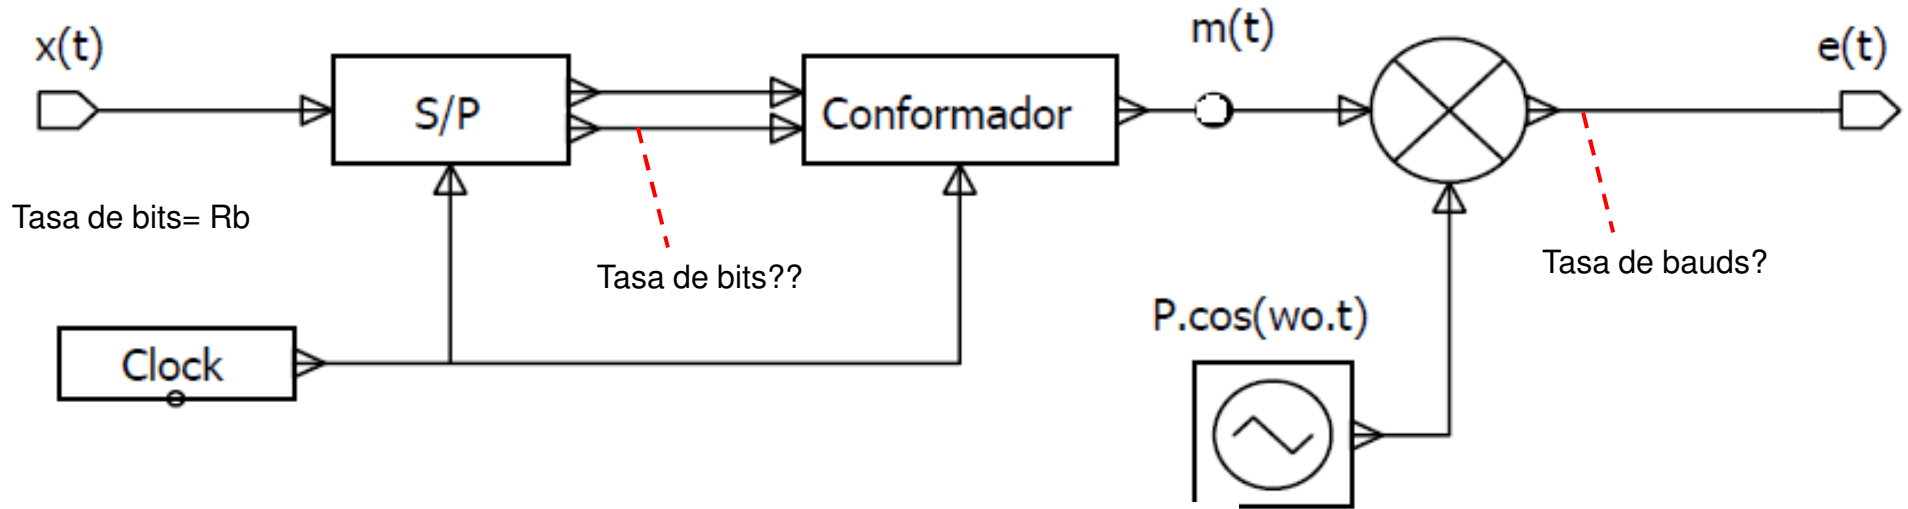 x(t)
S/P
Conformador
m(t)
e(t)
Tasa de bits= Rb
Tasa de bits??
Tasa de bauds?
P.cos(wo.t)
Clock